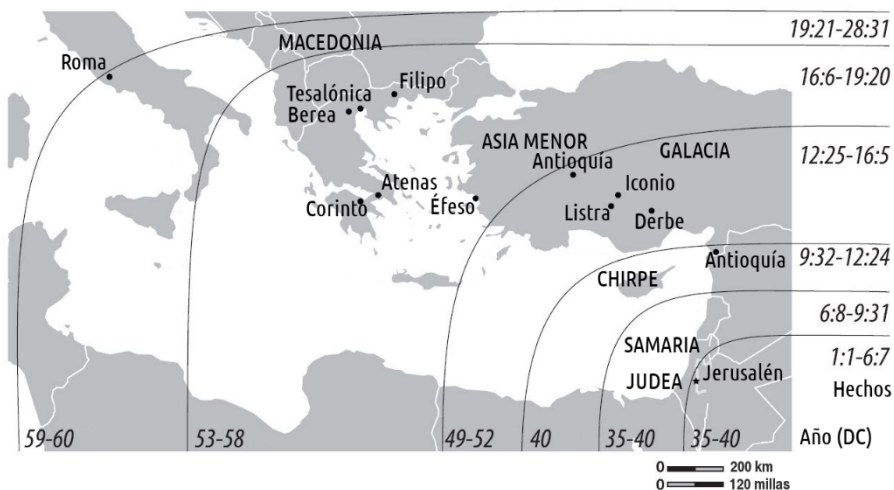 19:21-28:31
MACEDONIA
Roma
16:6-19:20
Filipo
Tesalónica
Berea
ASIA MENOR
GALACIA
12:25-16:5
Antioquía
Iconio
Atenas
Corinto
Éfeso
Listra
Derbe
Antioquía
9:32-12:24
CHIRPE
6:8-9:31
SAMARIA
1:1-6:7
Jerusalén
JUDEA
Hechos
59-60
53-58
49-52
40
35-40
35-40
Año (DC)
0 200 km
0 120 millas